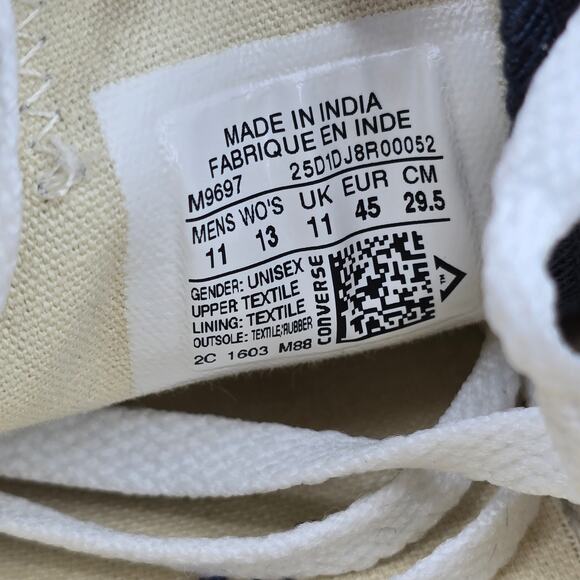 MADE IN INDIA
FABRIQUE EN INDE
M9697 25D1DJ8R00052
MENS WO'S UK EUR CM
11 13 11 45 29.5
GENDER: UNISEX
UPPER: TEXTILE
LINING: TEXTILE
OUTSOLE: TEXTILE/RUBBER
2C 1603 M88
CONVERSE
TM